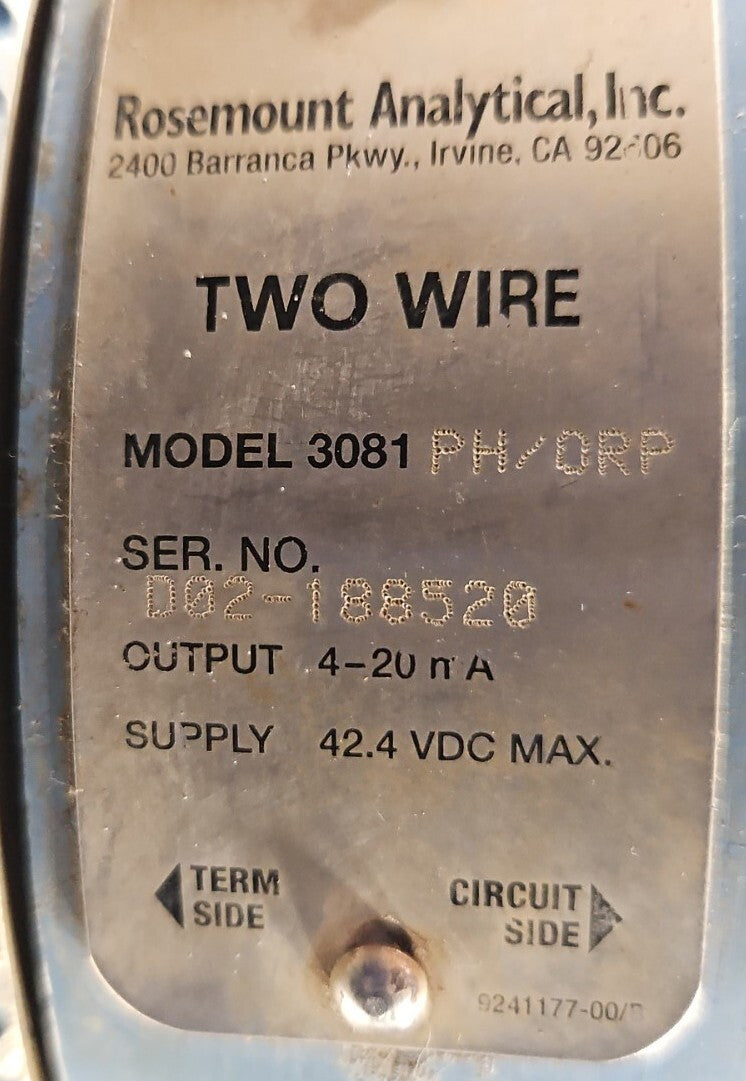 Rosemount Analytical, Inc.
2400 Barranca Pkwy., Irvine, CA 92606
TWO WIRE
MODEL 3081 PH/ORP
SER. NO.
D02-188520
OUTPUT 4-20 mA
SUPPLY 42.4 VDC MAX.
TERM
SIDE
CIRCUIT
SIDE